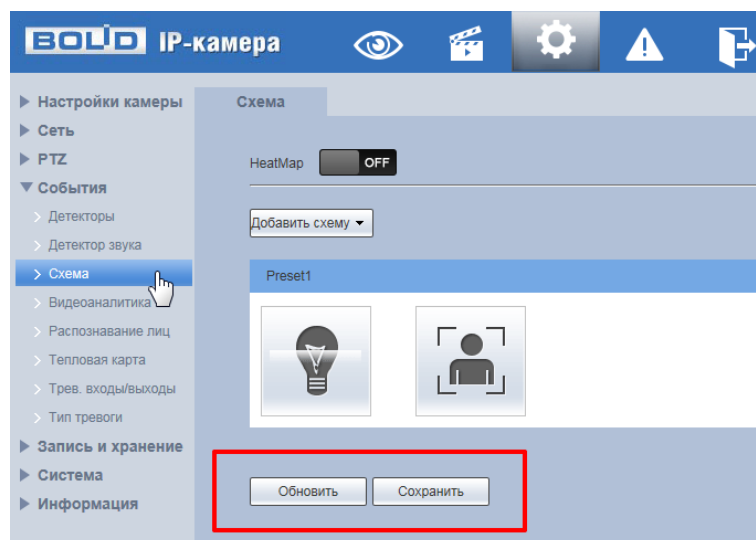 BOLID IP-камера
Настройки камеры
Сеть
PTZ
События
Детекторы
Детектор звука
Схема
Видеоаналитика
Распознавание лиц
Тепловая карта
Трев. входы/выходы
Тип тревоги
Запись и хранение
Система
Информация
Схема
HeatMap OFF
Добавить схему
Preset1
Обновить Сохранить